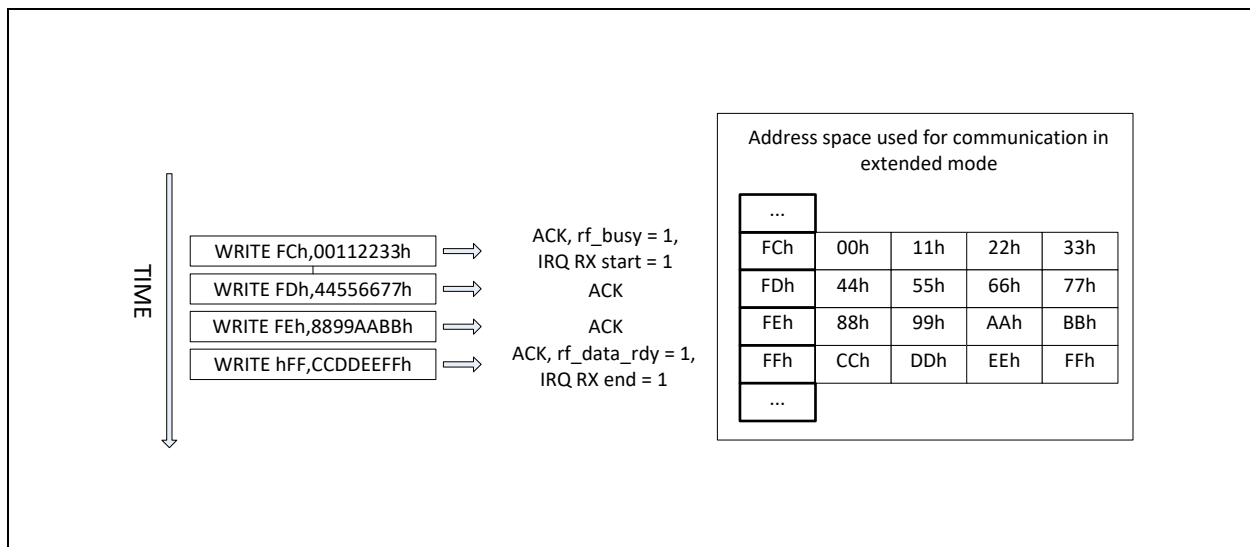 Address space used for communication in
extended mode
TIME
WRITE FCh,00112233h
ACK, rf_busy = 1,
IRQ RX start = 1
WRITE FDh,44556677h
ACK
WRITE FEh,8899AABBh
ACK
WRITE hFF,CCDDEEFFh
ACK, rf_data_rdy = 1,
IRQ RX end = 1
...
FCh 00h 11h 22h 33h
FDh 44h 55h 66h 77h
FEh 88h 99h AAh BBh
FFh CCh DDh EEh FFh
...